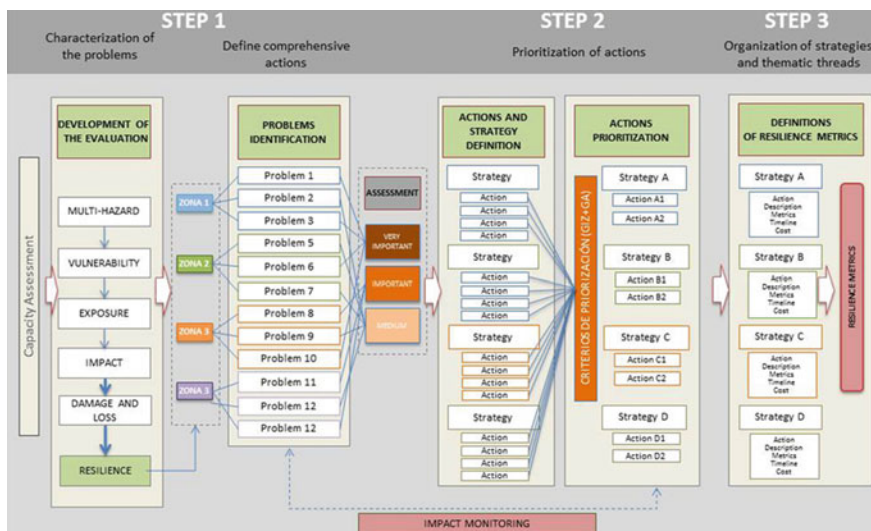 STEP 1
STEP 2
STEP 3
Characterization of
the problems
Define comprehensive
actions
Prioritization of actions
Organization of strategies
and thematic threads
Capacity Assessment
DEVELOPMENT OF
THE EVALUATION
MULTI-HAZARD
VULNERABILITY
EXPOSURE
IMPACT
DAMAGE AND
LOSS
RESILIENCE
ZONA 1
ZONA 2
ZONA 3
ZONA 3
PROBLEMS
IDENTIFICATION
Problem 1
Problem 2
Problem 3
Problem 5
Problem 6
Problem 7
Problem 8
Problem 9
Problem 10
Problem 11
Problem 12
Problem 12
ASSESSMENT
VERY
IMPORTANT
IMPORTANT
MEDIUM
ACTIONS AND
STRATEGY
DEFINITION
Strategy
Action
Action
Action
Action
Strategy
Action
Action
Action
Action
Strategy
Action
Action
Action
Action
Strategy
Action
Action
Action
Action
CRITERIOS DE PRIORIZACIÓN (GIZ+GA)
ACTIONS
PRIORITIZATION
Strategy A
Action A1
Action A2
Strategy B
Action B1
Action B2
Strategy C
Action C1
Action C2
Strategy D
Action D1
Action D2
DEFINITIONS
OF RESILIENCE METRICS
Strategy A
Action
Description
Metrics
Timeline
Cost
Strategy B
Action
Description
Metrics
Timeline
Cost
Strategy C
Action
Description
Metrics
Timeline
Cost
Strategy D
Action
Description
Metrics
Timeline
Cost
RESILIENCE METRICS
IMPACT MONITORING